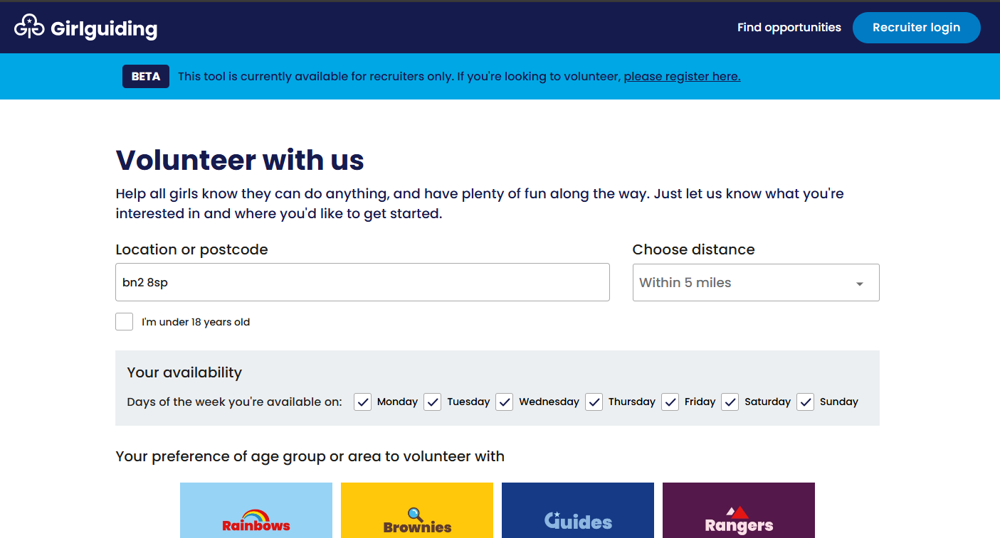 Girlguiding
Find opportunities
Recruiter login
BETA This tool is currently available for recruiters only. If you're looking to volunteer, please register here.
Volunteer with us
Help all girls know they can do anything, and have plenty of fun along the way. Just let us know what you're
interested in and where you'd like to get started.
Location or postcode
bn2 8sp
Choose distance
Within 5 miles
I'm under 18 years old
Your availability
Days of the week you're available on: Monday Tuesday Wednesday Thursday Friday Saturday Sunday
Your preference of age group or area to volunteer with
Rainbows
Brownies
Guides
Rangers